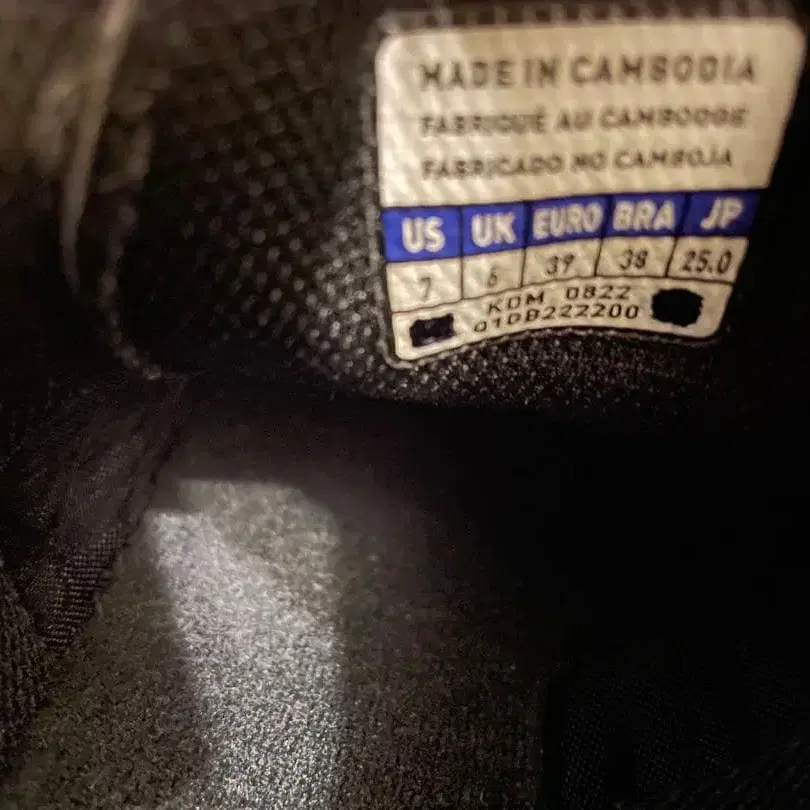 MADE IN CAMBODIA
FABRIQUÉ AU CAMBODGE
FABRICADO NO CAMBOJA
US UK EURO BRA JP
7 6 39 38 25.0
KDM 0822
010B222200